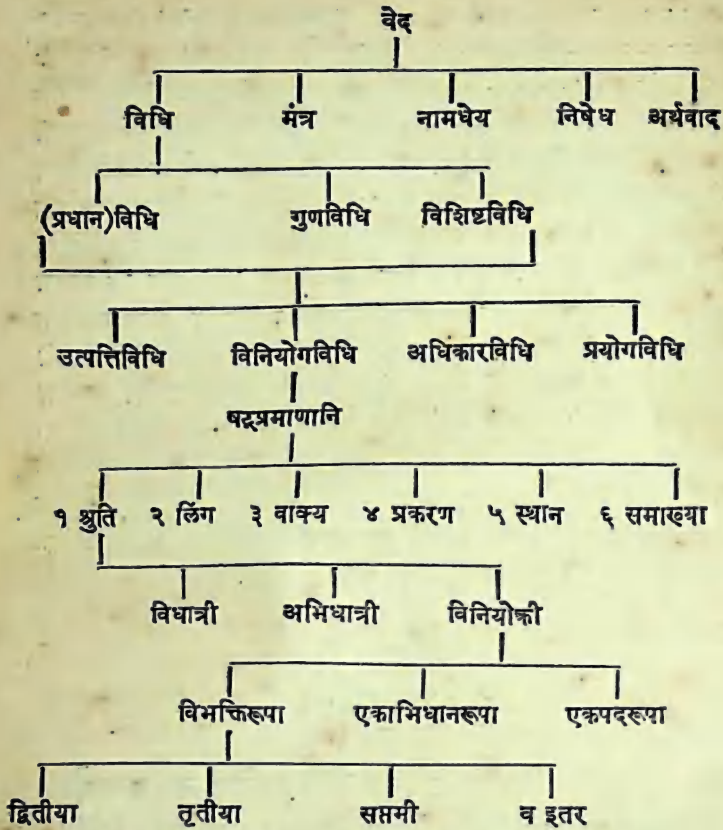 वेद
विधि मंत्र नामधेय निषेध अर्थवाद
(प्रधान)विधि गुणविधि विशिष्टविधि
उत्पत्तिविधि विनियोगविधि अधिकारविधि प्रयोगविधि
षट्प्रमाणानि
१ श्रुति २ लिंग ३ वाक्य ४ प्रकरण ५ स्थान ६ समाख्या
विधात्री अभिधात्री विनियोक्री
विभक्तिरूपा एकाभिधानरूपा एकपदरूपा
द्वितीया तृतीया सप्तमी व इतर